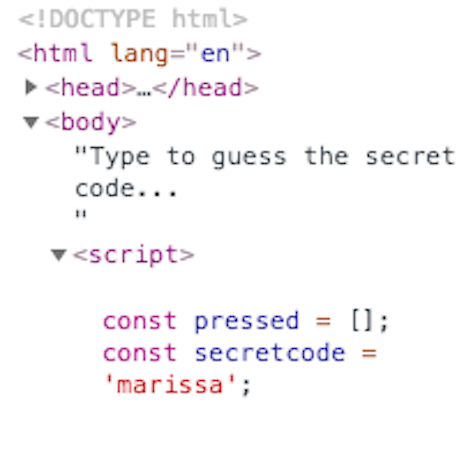 <!DOCTYPE html>
<html lang="en">
▶<head>…</head>
▼<body>
"Type to guess the secret
code...
"
▼<script>
const pressed = [];
const secretcode =
'marissa';